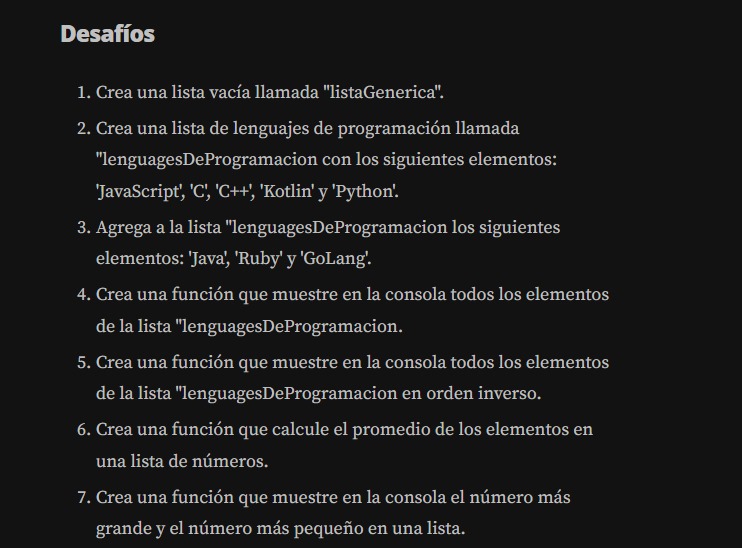 Desafíos
1. Crea una lista vacía llamada "listaGenerica".
2. Crea una lista de lenguajes de programación llamada
"lenguagesDeProgramacion con los siguientes elementos:
'JavaScript', 'C', 'C++', 'Kotlin' y 'Python'.
3. Agrega a la lista "lenguagesDeProgramacion los siguientes
elementos: 'Java', 'Ruby' y 'GoLang'.
4. Crea una función que muestre en la consola todos los elementos
de la lista "lenguagesDeProgramacion.
5. Crea una función que muestre en la consola todos los elementos
de la lista "lenguagesDeProgramacion en orden inverso.
6. Crea una función que calcule el promedio de los elementos en
una lista de números.
7. Crea una función que muestre en la consola el número más
grande y el número más pequeño en una lista.